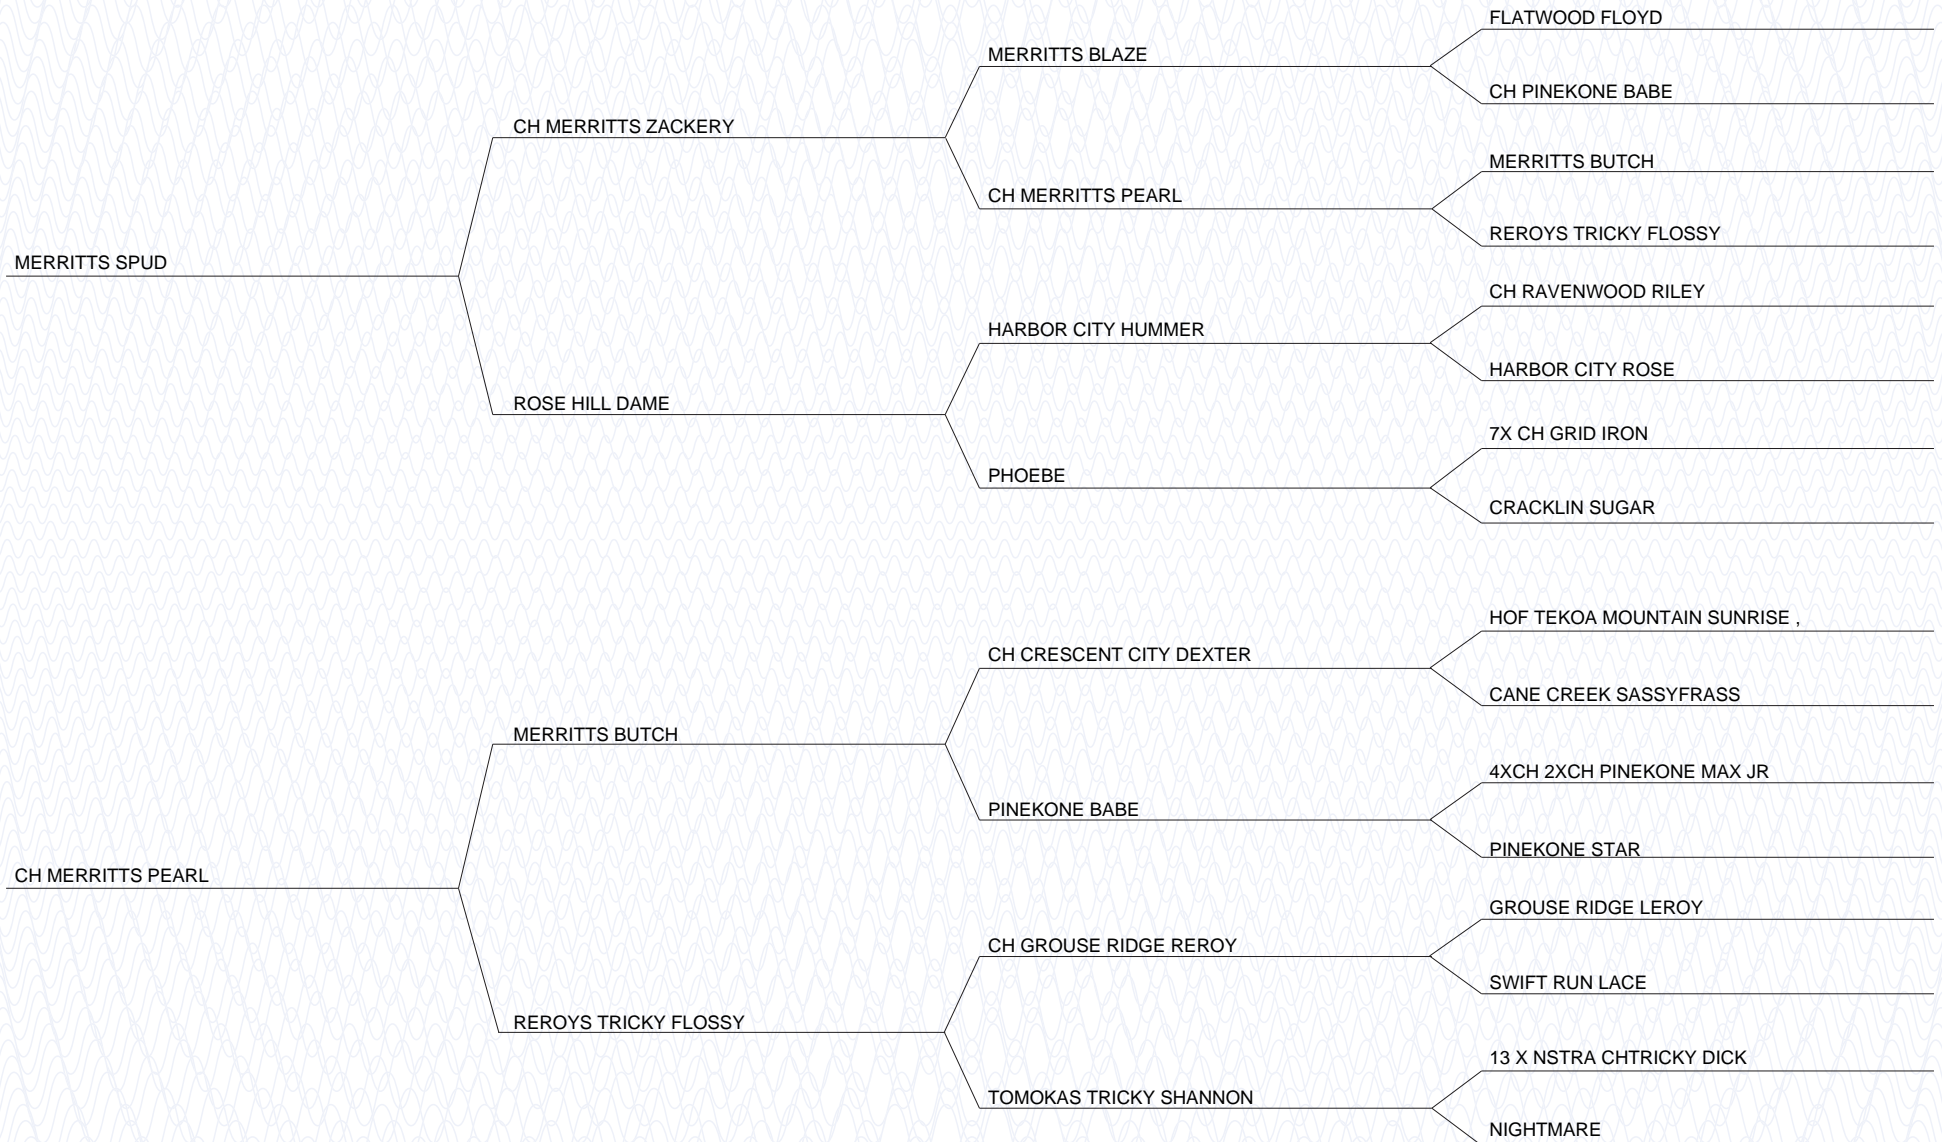 FLATWOOD FLOYD
MERRITTS BLAZE
CH PINEKONE BABE
CH MERRITTS ZACKERY
MERRITTS BUTCH
CH MERRITTS PEARL
REROYS TRICKY FLOSSY
MERRITTS SPUD
CH RAVENWOOD RILEY
HARBOR CITY HUMMER
HARBOR CITY ROSE
ROSE HILL DAME
7X CH GRID IRON
PHOEBE
CRACKLIN SUGAR
HOF TEKOA MOUNTAIN SUNRISE ,
CH CRESCENT CITY DEXTER
CANE CREEK SASSYFRASS
MERRITTS BUTCH
4XCH 2XCH PINEKONE MAX JR
PINEKONE BABE
PINEKONE STAR
CH MERRITTS PEARL
GROUSE RIDGE LEROY
CH GROUSE RIDGE REROY
SWIFT RUN LACE
REROYS TRICKY FLOSSY
13 X NSTRA CHTRICKY DICK
TOMOKAS TRICKY SHANNON
NIGHTMARE